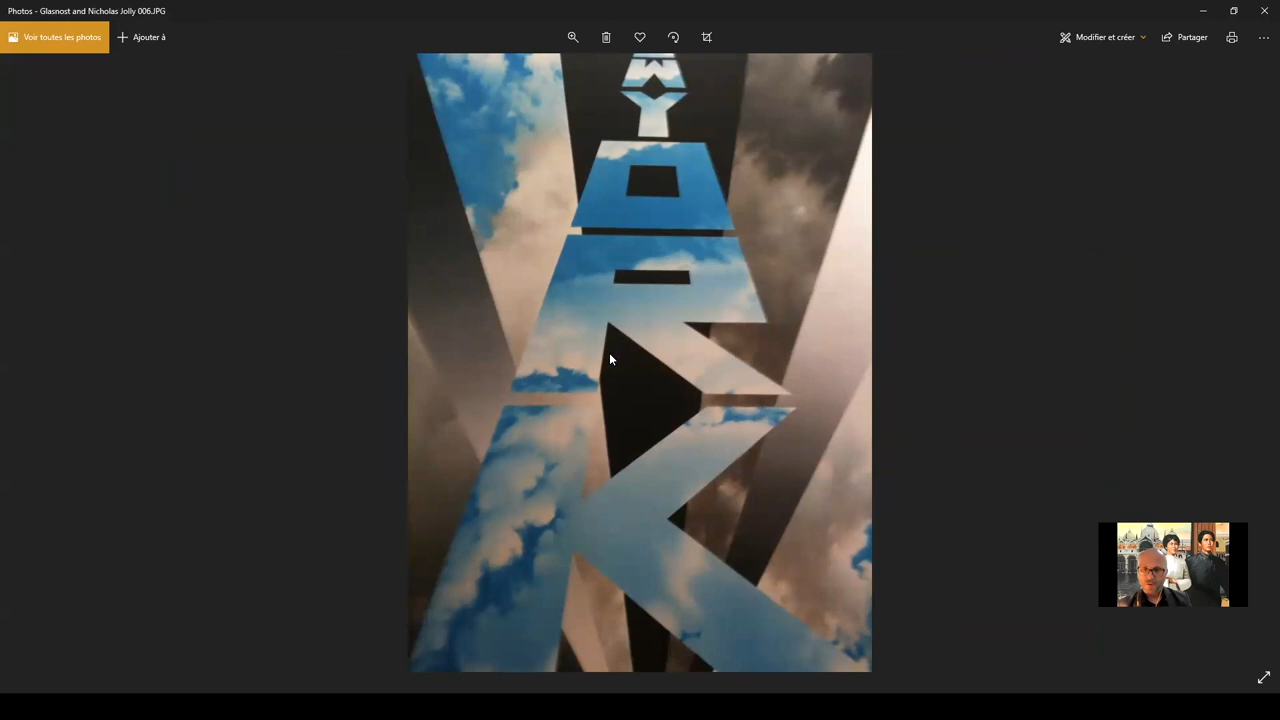 Photos - Glasnost and Nicholas Jolly 006.JPG
Voir toutes les photos
Ajouter à
Modifier et créer
Partager
W
Y
O
R
K